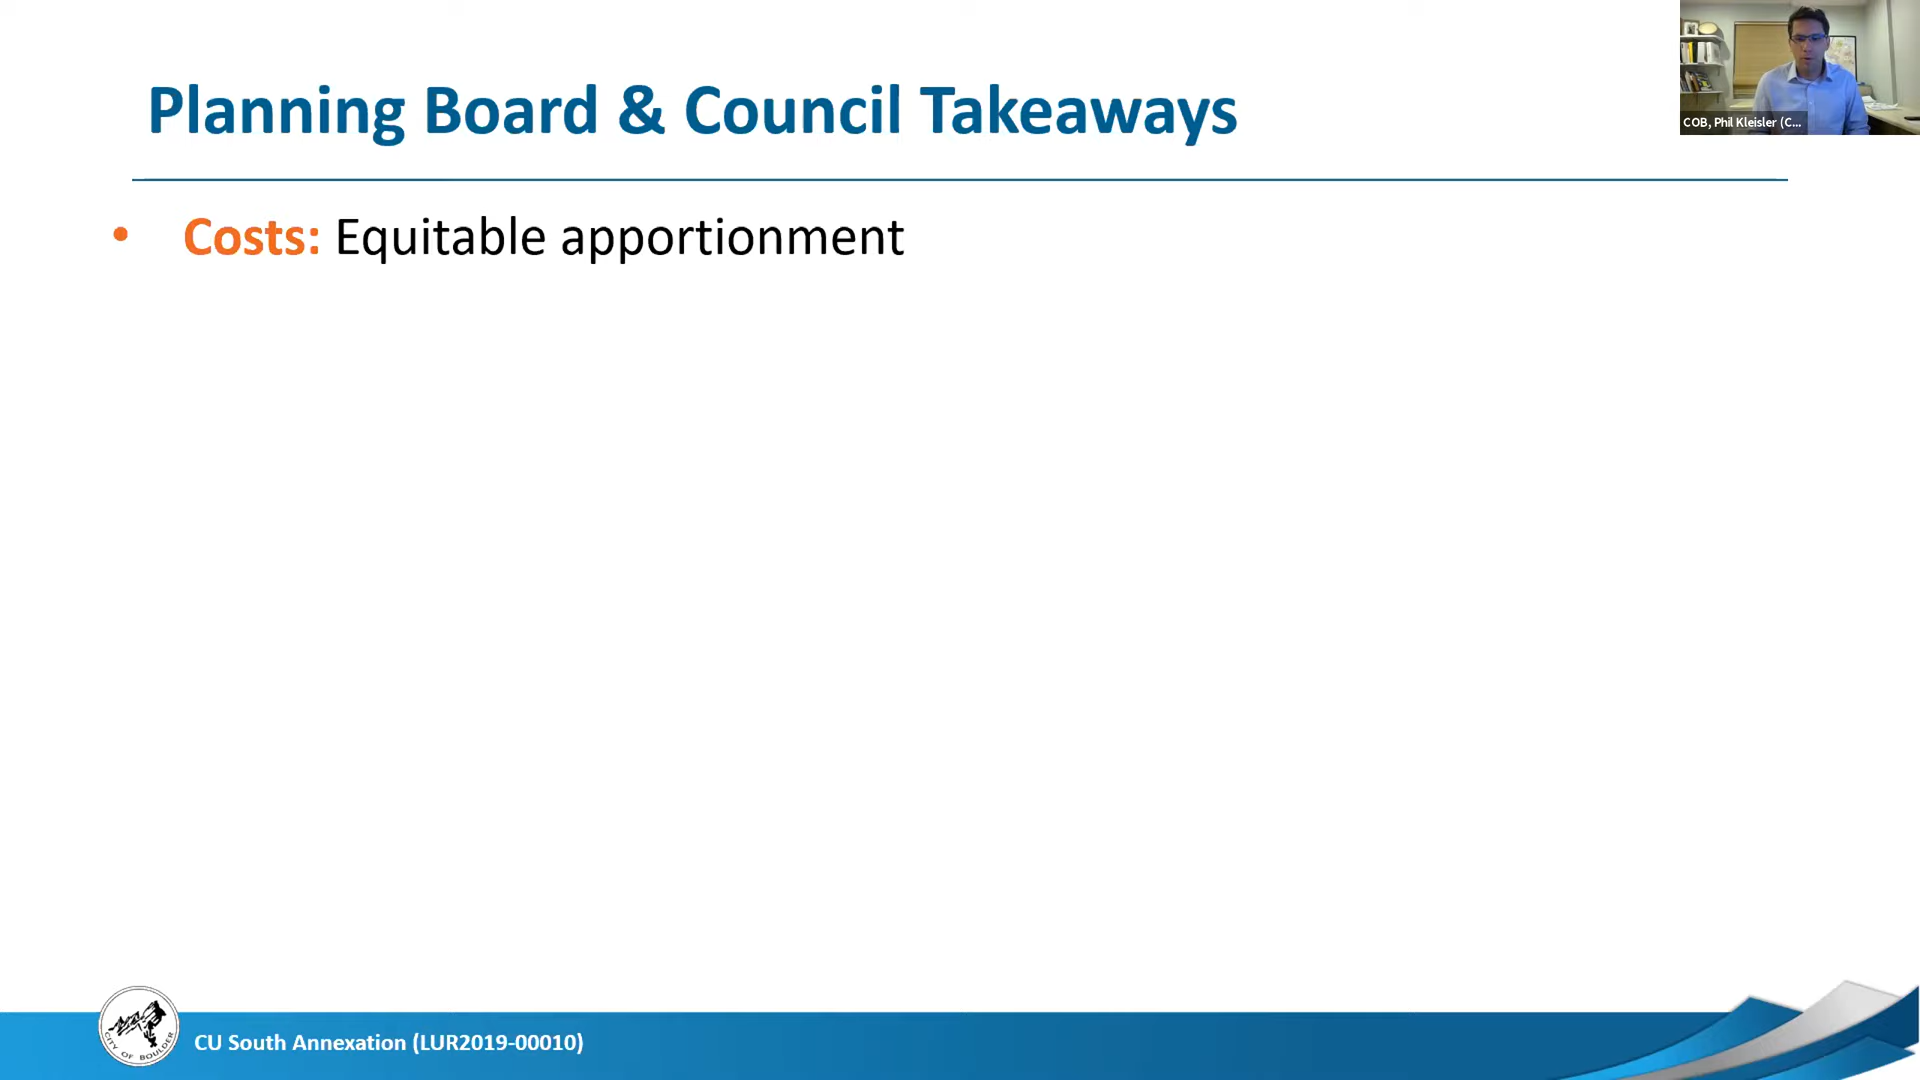 Planning Board & Council Takeaways
COB, Phil Kleisler (C...
• Costs: Equitable apportionment
CITY OF BOULDER
CU South Annexation (LUR2019-00010)